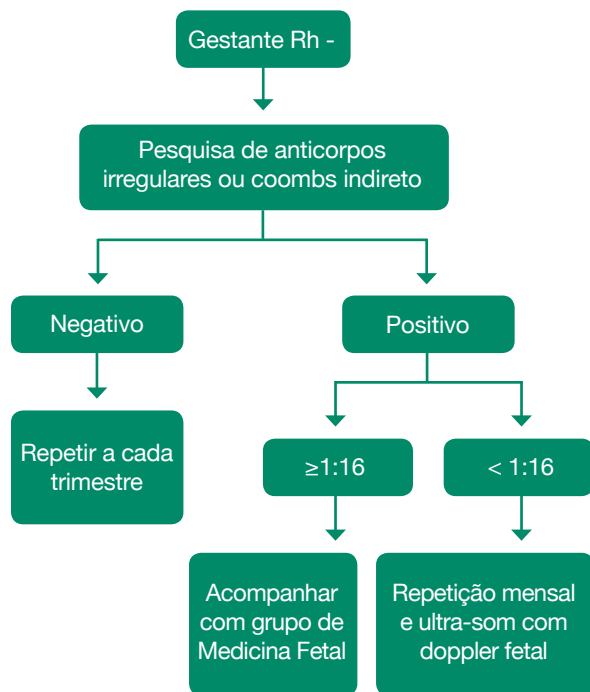 Gestante Rh -
Pesquisa de anticorpos
irregulares ou coombs indireto
Negativo
Positivo
Repetir a cada
trimestre
≥1:16
< 1:16
Acompanhar
com grupo de
Medicina Fetal
Repetição mensal
e ultra-som com
doppler fetal